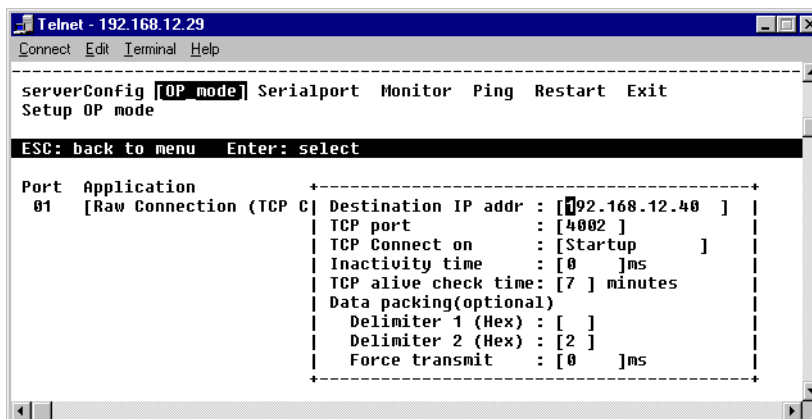 Telnet - 192.168.12.29
Connect Edit Terminal Help
serverConfig [OP_mode] Serialport Monitor Ping Restart Exit
Setup OP mode
ESC: back to menu Enter: select
Port Application
01 [Raw Connection (TCP C| Destination IP addr : [192.168.12.40 ]
TCP port : [4002 ]
TCP Connect on : [Startup ]
Inactivity time : [0 ]ms
TCP alive check time: [7 ] minutes
Data packing(optional)
Delimiter 1 (Hex) : [ ]
Delimiter 2 (Hex) : [2 ]
Force transmit : [0 ]ms